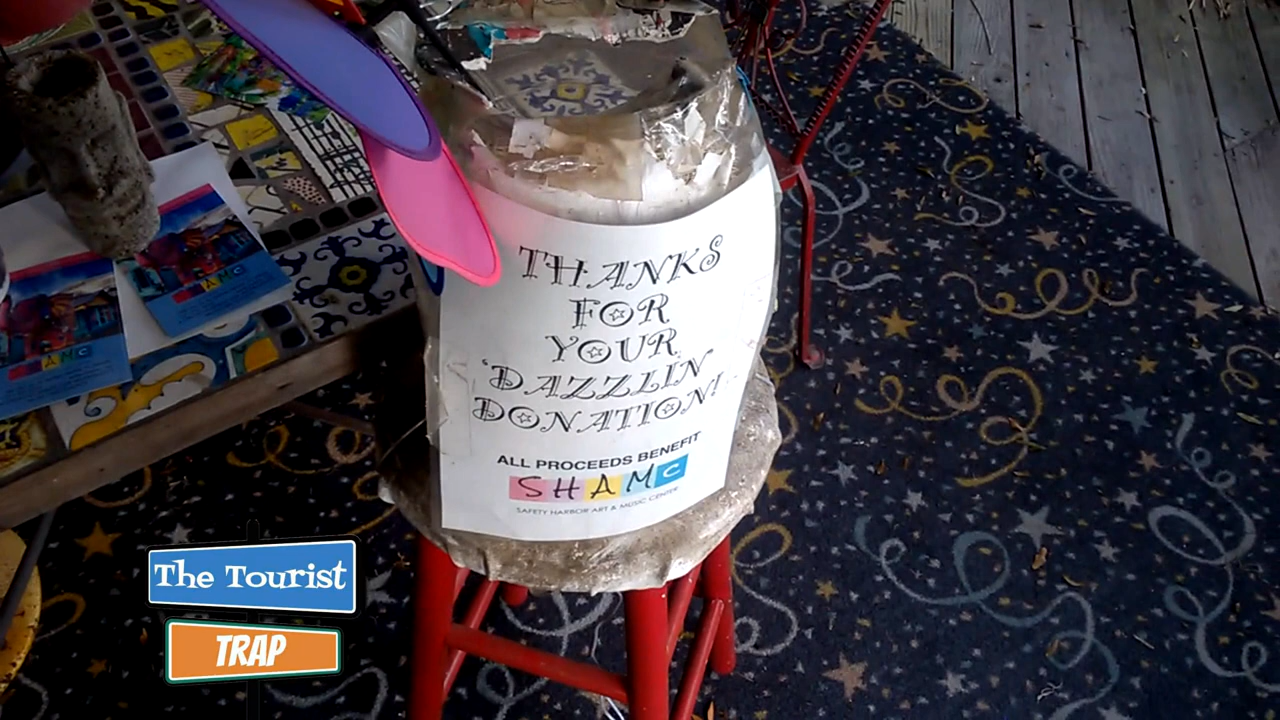 THANKS
FOR
YOUR
'DAZZLIN'
DONATION!
ALL PROCEEDS BENEFIT
SHAMC
SAFETY HARBOR ART & MUSIC CENTER
The Tourist
TRAP